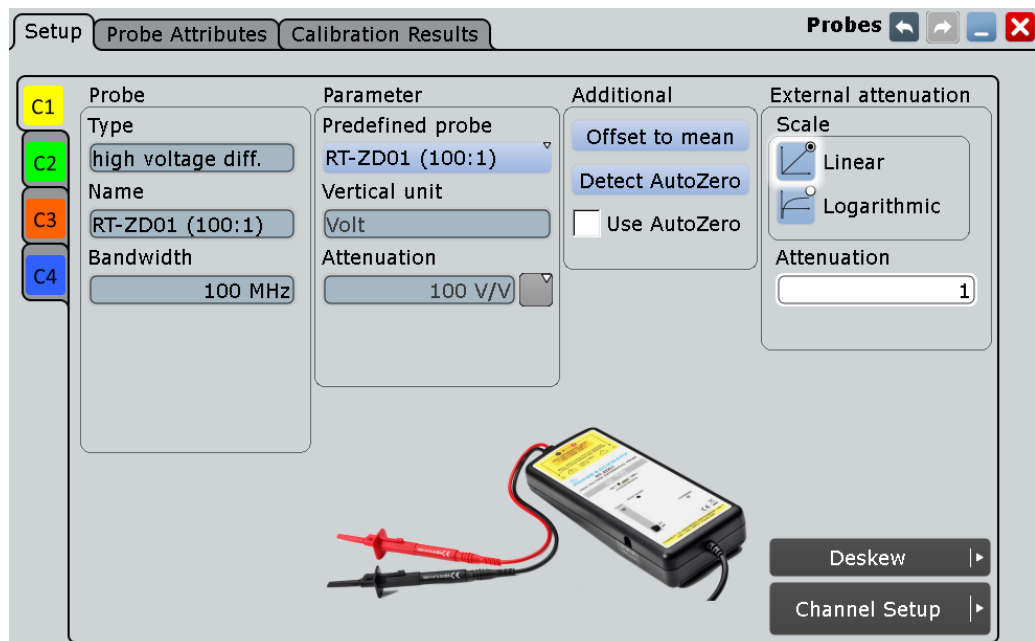 Setup
Probe Attributes
Calibration Results
Probes
C1
C2
C3
C4
Probe
Type
high voltage diff.
Name
RT-ZD01 (100:1)
Bandwidth
100 MHz
Parameter
Predefined probe
RT-ZD01 (100:1)
Vertical unit
Volt
Attenuation
100 V/V
Additional
Offset to mean
Detect AutoZero
Use AutoZero
External attenuation
Scale
Linear
Logarithmic
Attenuation
1
Deskew
Channel Setup